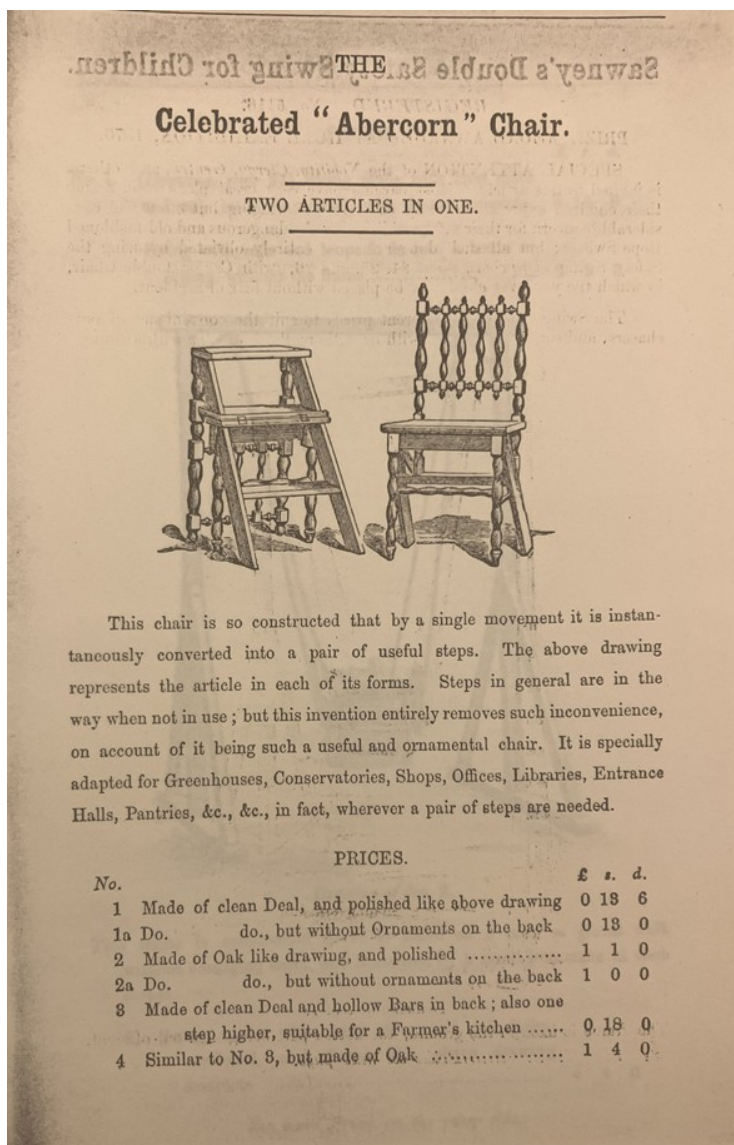 Sawney's Double Safety Swing for Children.
THE
Celebrated "Abercorn" Chair.
TWO ARTICLES IN ONE.
This chair is so constructed that by a single movement it is instan-
taneously converted into a pair of useful steps. The above drawing
represents the article in each of its forms. Steps in general are in the
way when not in use; but this invention entirely removes such inconvenience,
on account of it being such a useful and ornamental chair. It is specially
adapted for Greenhouses, Conservatories, Shops, Offices, Libraries, Entrance
Halls, Pantries, &c., &c., in fact, wherever a pair of steps are needed.
PRICES.
No. £ s. d.
1 Made of clean Deal, and polished like above drawing 0 13 6
1a Do. do., but without Ornaments on the back 0 13 0
2 Made of Oak like drawing, and polished ............... 1 1 0
2a Do. do., but without ornaments on the back 1 0 0
3 Made of clean Deal and hollow Bars in back; also one
step higher, suitable for a Farmer's kitchen ...... 0 18 0
4 Similar to No. 3, but made of Oak ..................... 1 4 0